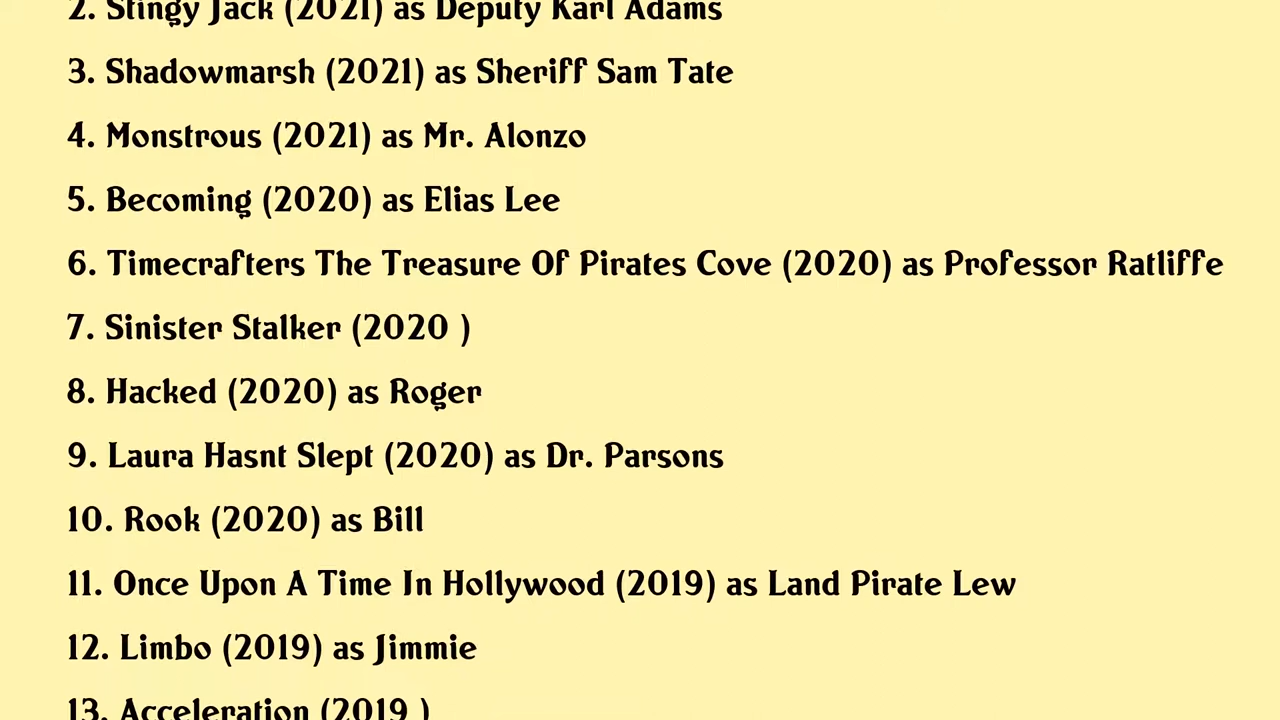 2. Stingy Jack (2021) as Deputy Karl Adams
3. Shadowmarsh (2021) as Sheriff Sam Tate
4. Monstrous (2021) as Mr. Alonzo
5. Becoming (2020) as Elias Lee
6. Timecrafters The Treasure Of Pirates Cove (2020) as Professor Ratliffe
7. Sinister Stalker (2020 )
8. Hacked (2020) as Roger
9. Laura Hasnt Slept (2020) as Dr. Parsons
10. Rook (2020) as Bill
11. Once Upon A Time In Hollywood (2019) as Land Pirate Lew
12. Limbo (2019) as Jimmie
13. Acceleration (2019 )